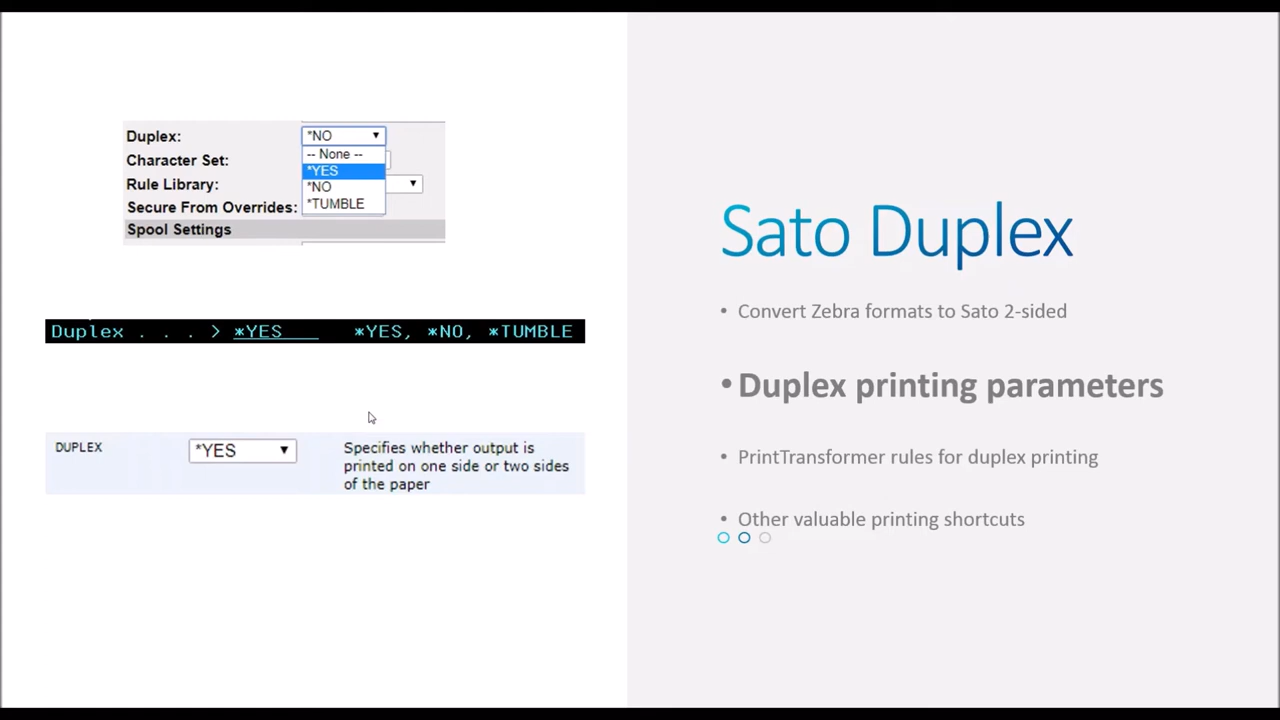 Duplex: *NO
-- None --
Character Set:
*YES
Rule Library:
*NO
*TUMBLE
Secure From Overrides:
Spool Settings
Duplex . . . > *YES *YES, *NO, *TUMBLE
DUPLEX *YES Specifies whether output is
printed on one side or two sides
of the paper
Sato Duplex
• Convert Zebra formats to Sato 2-sided
• Duplex printing parameters
• PrintTransformer rules for duplex printing
• Other valuable printing shortcuts